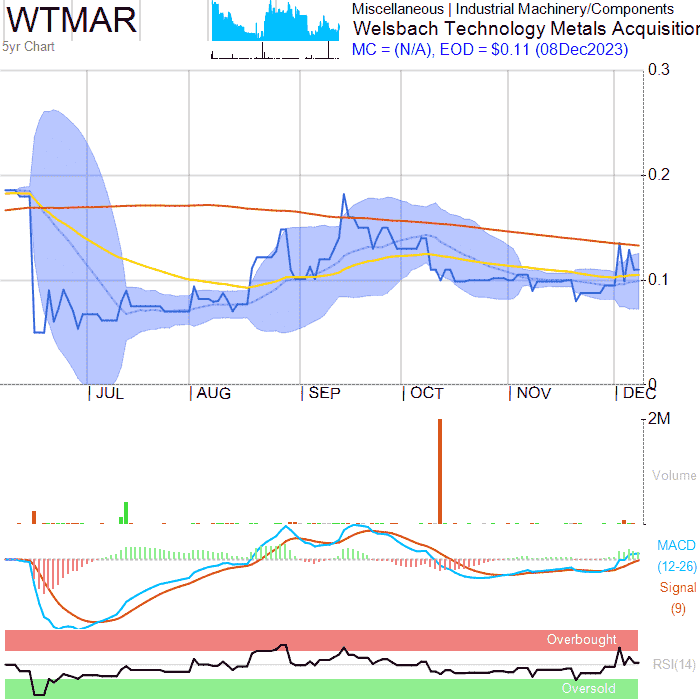 WTMAR
5yr Chart
Miscellaneous | Industrial Machinery/Components
Welsbach Technology Metals Acquisition
MC = (N/A), EOD = $0.11 (08Dec2023)
0.3
0.2
0.1
0
JUL AUG SEP OCT NOV DEC
2M
Volume
MACD
(12-26)
Signal
(9)
Overbought
RSI(14)
Oversold